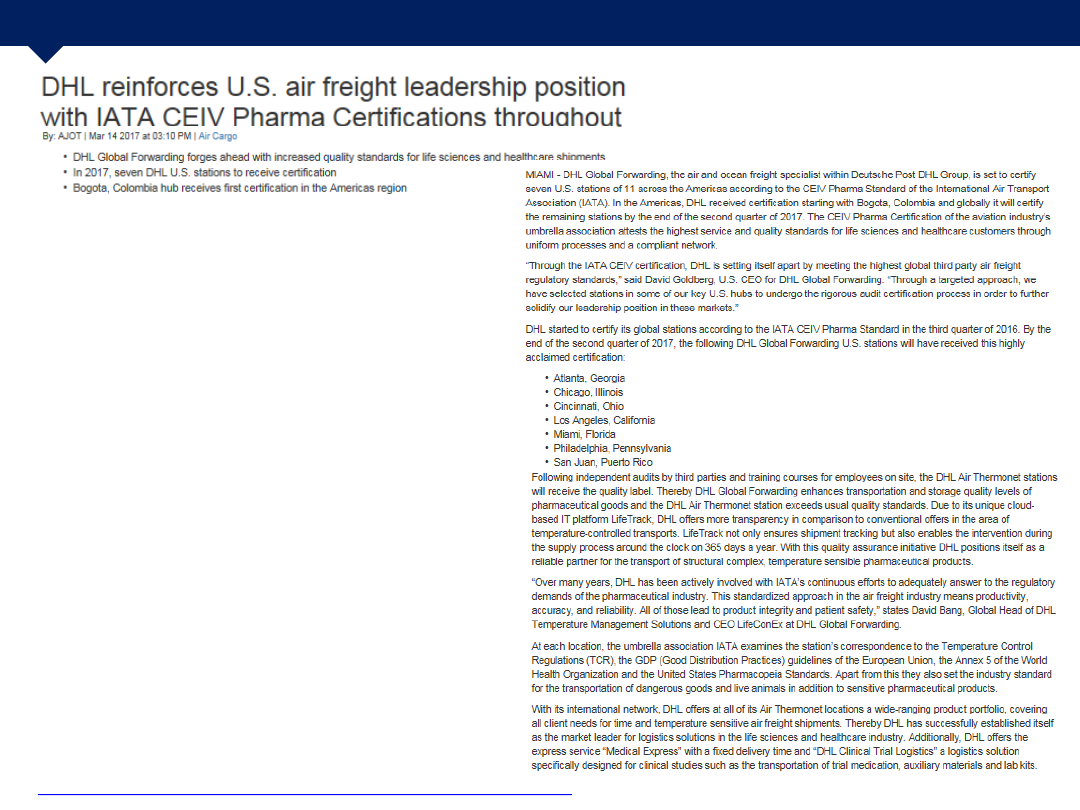 DHL reinforces U.S. air freight leadership position
with IATA CEIV Pharma Certifications throughout
By: AJOT | Mar 14 2017 at 03:10 PM | Air Cargo
• DHL Global Forwarding forges ahead with increased quality standards for life sciences and healthcare shipments
• In 2017, seven DHL U.S. stations to receive certification
• Bogota, Colombia hub receives first certification in the Americas region
MIAMI - DHL Global Forwarding, the air and ocean freight specialist within Deutsche Post DHL Group, is set to certify
seven U.S. stations of 11 across the Americas according to the CEIV Pharma Standard of the International Air Transport
Association (IATA). In the Americas, DHL received certification starting with Bogota, Colombia and globally it will certify
the remaining stations by the end of the second quarter of 2017. The CEIV Pharma Certification of the aviation industry's
umbrella association attests the highest service and quality standards for life sciences and healthcare customers through
uniform processes and a compliant network.
"Through the IATA CEIV certification, DHL is setting itself apart by meeting the highest global third party air freight
regulatory standards," said David Goldberg, U.S. CEO for DHL Global Forwarding. "Through a targeted approach, we
have selected stations in some of our key U.S. hubs to undergo the rigorous audit certification process in order to further
solidify our leadership position in these markets."
DHL started to certify its global stations according to the IATA CEIV Pharma Standard in the third quarter of 2016. By the
end of the second quarter of 2017, the following DHL Global Forwarding U.S. stations will have received this highly
acclaimed certification:
• Atlanta, Georgia
• Chicago, Illinois
• Cincinnati, Ohio
• Los Angeles, California
• Miami, Florida
• Philadelphia, Pennsylvania
• San Juan, Puerto Rico
Following independent audits by third parties and training courses for employees on site, the DHL Air Thermonet stations
will receive the quality label. Thereby DHL Global Forwarding enhances transportation and storage quality levels of
pharmaceutical goods and the DHL Air Thermonet station exceeds usual quality standards. Due to its unique cloud-
based IT platform LifeTrack, DHL offers more transparency in comparison to conventional offers in the area of
temperature-controlled transports. LifeTrack not only ensures shipment tracking but also enables the intervention during
the supply process around the clock on 365 days a year. With this quality assurance initiative DHL positions itself as a
reliable partner for the transport of structural complex, temperature sensible pharmaceutical products.
"Over many years, DHL has been actively involved with IATA's continuous efforts to adequately answer to the regulatory
demands of the pharmaceutical industry. This standardized approach in the air freight industry means productivity,
accuracy, and reliability. All of those lead to product integrity and patient safety," states David Bang, Global Head of DHL
Temperature Management Solutions and CEO LifeConEx at DHL Global Forwarding.
At each location, the umbrella association IATA examines the station's correspondence to the Temperature Control
Regulations (TCR), the GDP (Good Distribution Practices) guidelines of the European Union, the Annex 5 of the World
Health Organization and the United States Pharmacopeia Standards. Apart from this they also set the industry standard
for the transportation of dangerous goods and live animals in addition to sensitive pharmaceutical products.
With its international network, DHL offers at all of its Air Thermonet locations a wide-ranging product portfolio, covering
all client needs for time and temperature sensitive air freight shipments. Thereby DHL has successfully established itself
as the market leader for logistics solutions in the life sciences and healthcare industry. Additionally, DHL offers the
express service "Medical Express" with a fixed delivery time and "DHL Clinical Trial Logistics" a logistics solution
specifically designed for clinical studies such as the transportation of trial medication, auxiliary materials and lab kits.